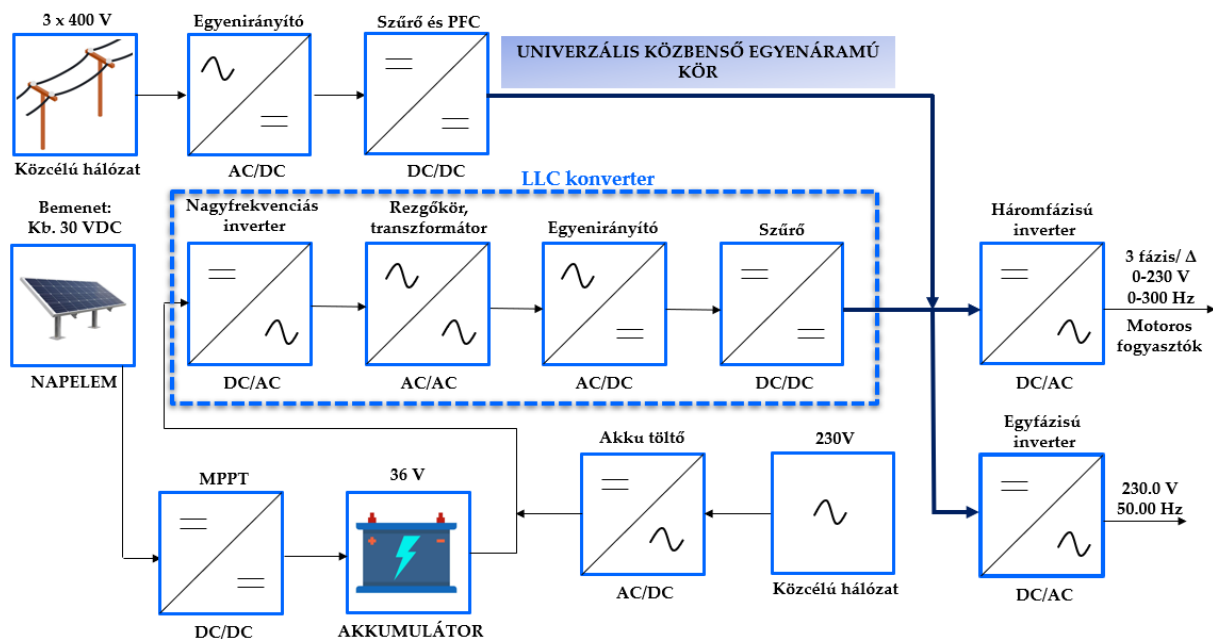 3 x 400 V
Egyenirányító
Szűrő és PFC
UNIVERZÁLIS KÖZBENSŐ EGYENÁRAMÚ
KÖR
Közcélú hálózat
AC/DC
DC/DC
LLC konverter
Bemenet:
Kb. 30 VDC
Nagyfrekvenciás
inverter
Rezgőkör,
transzformátor
Egyenirányító
Szűrő
Háromfázisú
inverter
3 fázis/ Δ
0-230 V
0-300 Hz
Motoros
fogyasztók
NAPELEM
DC/AC
AC/AC
AC/DC
DC/DC
DC/AC
MPPT
36 V
Akku töltő
230V
Egyfázisú
inverter
230.0 V
50.00 Hz
+
-
DC/DC
AKKUMULÁTOR
AC/DC
Közcélú hálózat
DC/AC